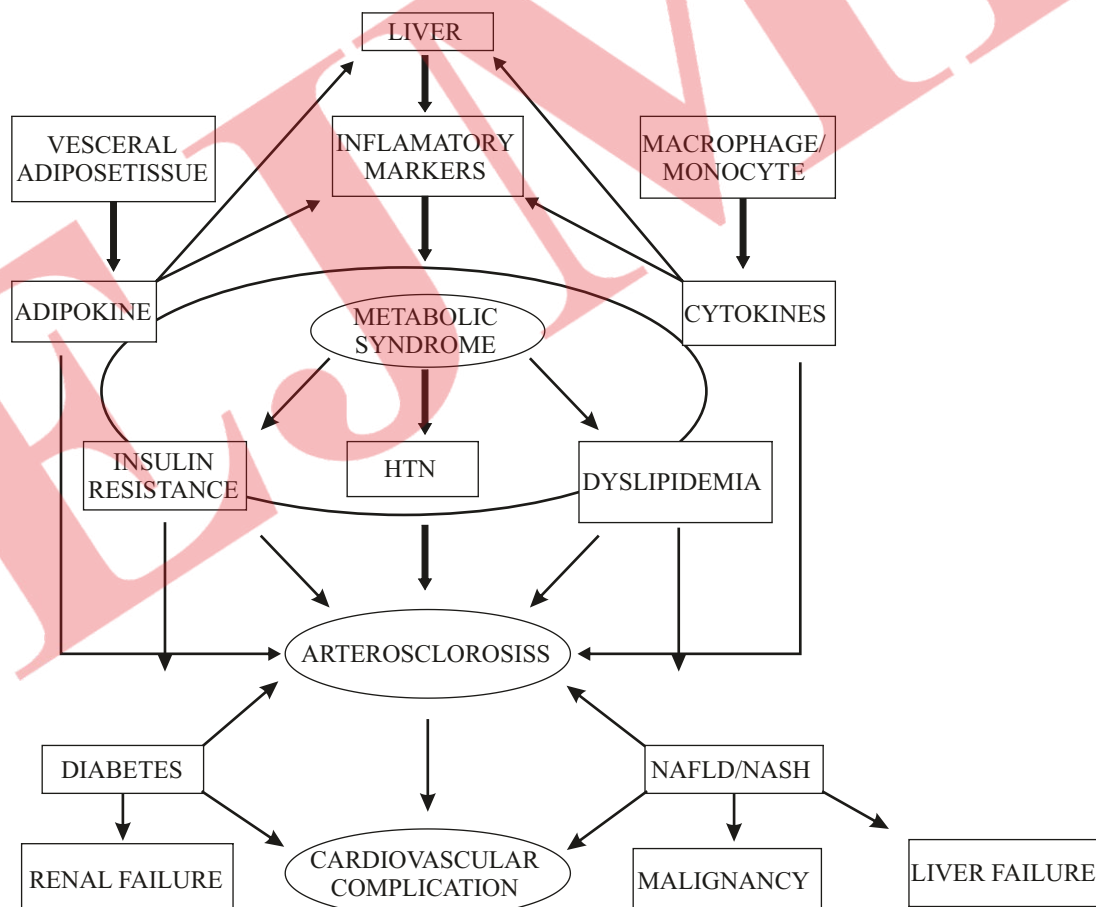 LIVER
VESCERAL
ADIPOSETISSUE
INFLAMATORY
MARKERS
MACROPHAGE/
MONOCYTE
ADIPOKINE
METABOLIC
SYNDROME
CYTOKINES
INSULIN
RESISTANCE
HTN
DYSLIPIDEMIA
ARTEROSCLOROSISS
DIABETES
NAFLD/NASH
RENAL FAILURE
CARDIOVASCULAR
COMPLICATION
MALIGNANCY
LIVER FAILURE
EJM